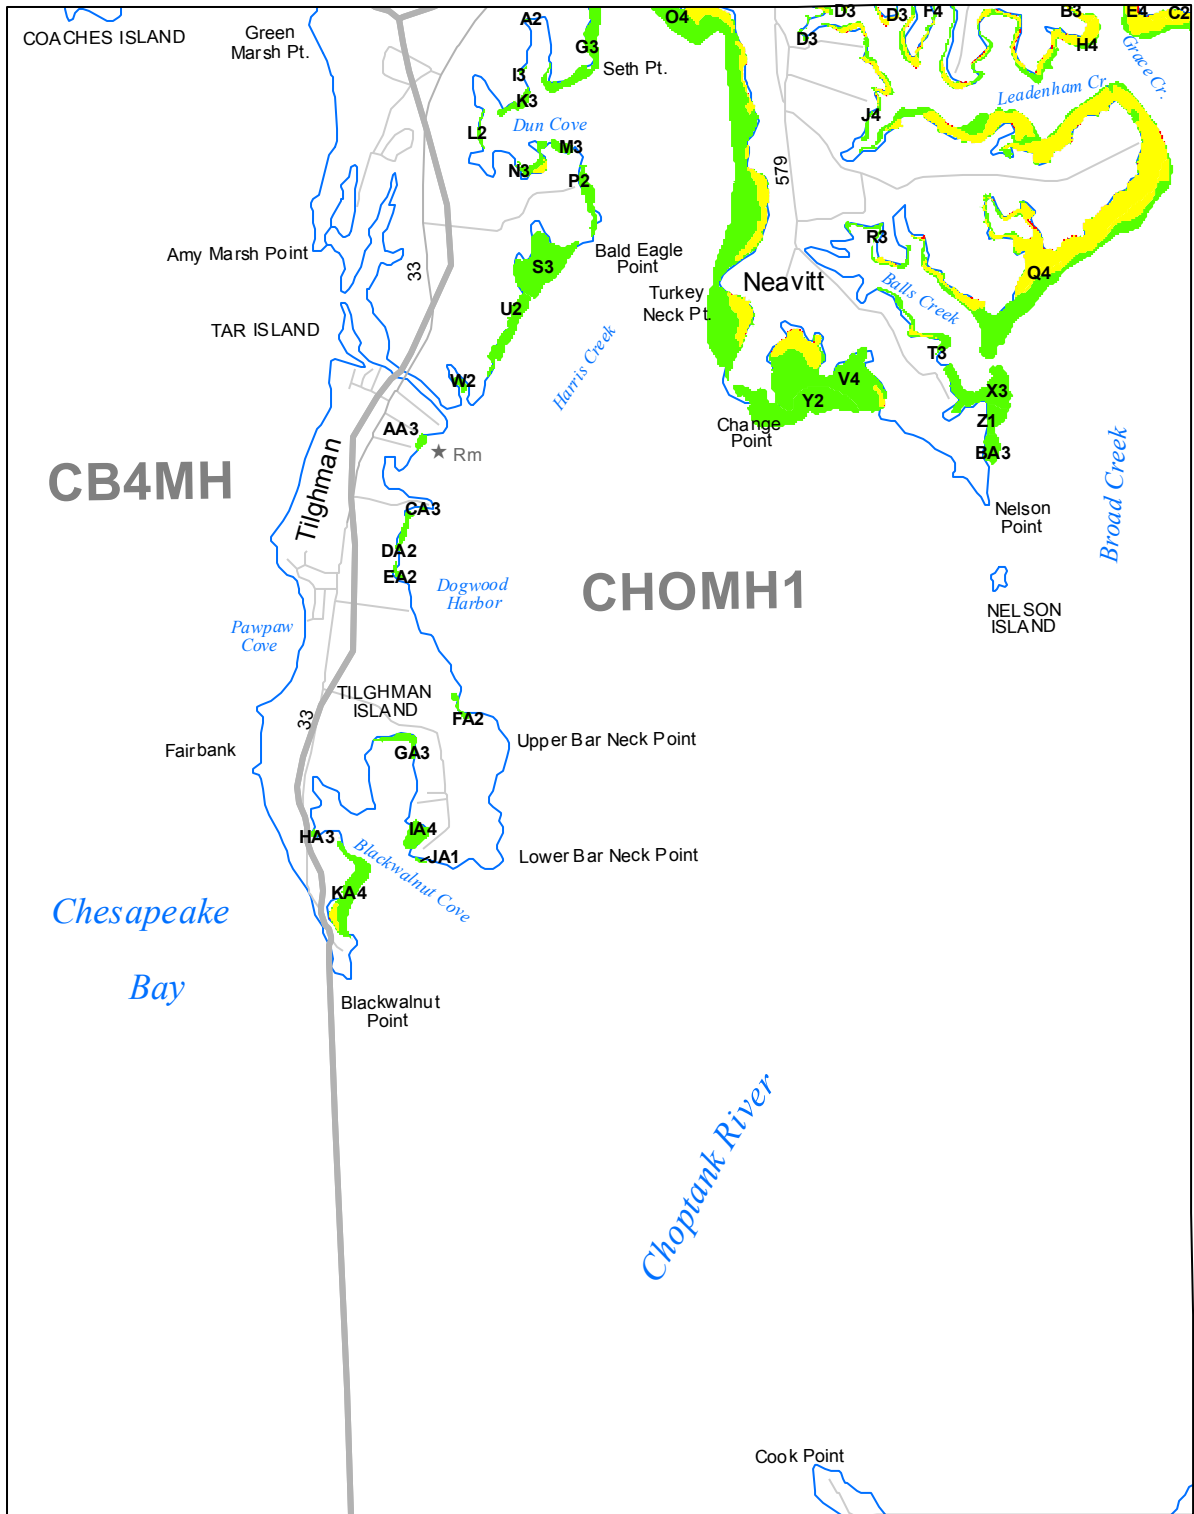 A2
O4
D3
D3
F4
B3
E4
C2
COACHES ISLAND
Green
Marsh Pt.
G3
D3
H4
Grace Cr.
Seth Pt.
I3
K3
Leadenham Cr.
L2
Dun Cove
J4
M3
N3
P2
579
Amy Marsh Point
33
Bald Eagle
Point
S3
R3
Q4
Turkey
Neck Pt.
Neavitt
Balls Creek
U2
TAR ISLAND
Harris Creek
T3
W2
V4
Y2
X3
Z1
AA3
Rm
Change
Point
BA3
CB4MH
Tilghman
Broad Creek
CA3
Nelson
Point
DA2
EA2
Dogwood
Harbor
CHOMH1
NELSON
ISLAND
Pawpaw
Cove
TILGHMAN
ISLAND
33
FA2
Fairbank
GA3
Upper Bar Neck Point
HA3
IA4
JA1
Blackwalnut Cove
Lower Bar Neck Point
KA4
Chesapeake
Bay
Blackwalnut
Point
Choptank River
Cook Point